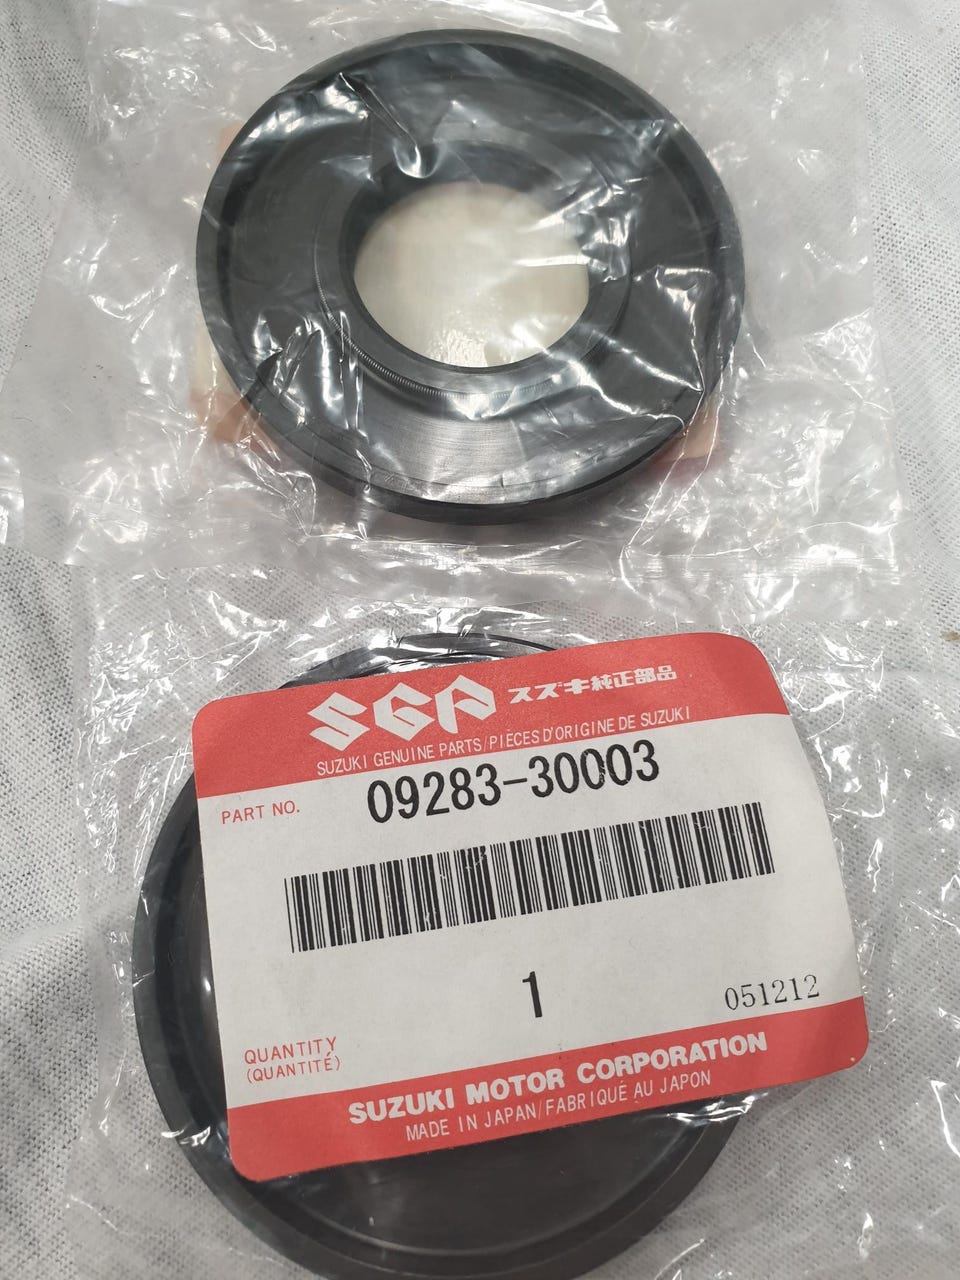 SGP スズキ純正部品
SUZUKI GENUINE PARTS/PIÈCES D'ORIGINE DE SUZUKI
PART NO. 09283-30003
1
051212
QUANTITY
(QUANTITÉ)
SUZUKI MOTOR CORPORATION
MADE IN JAPAN/FABRIQUÉ AU JAPON